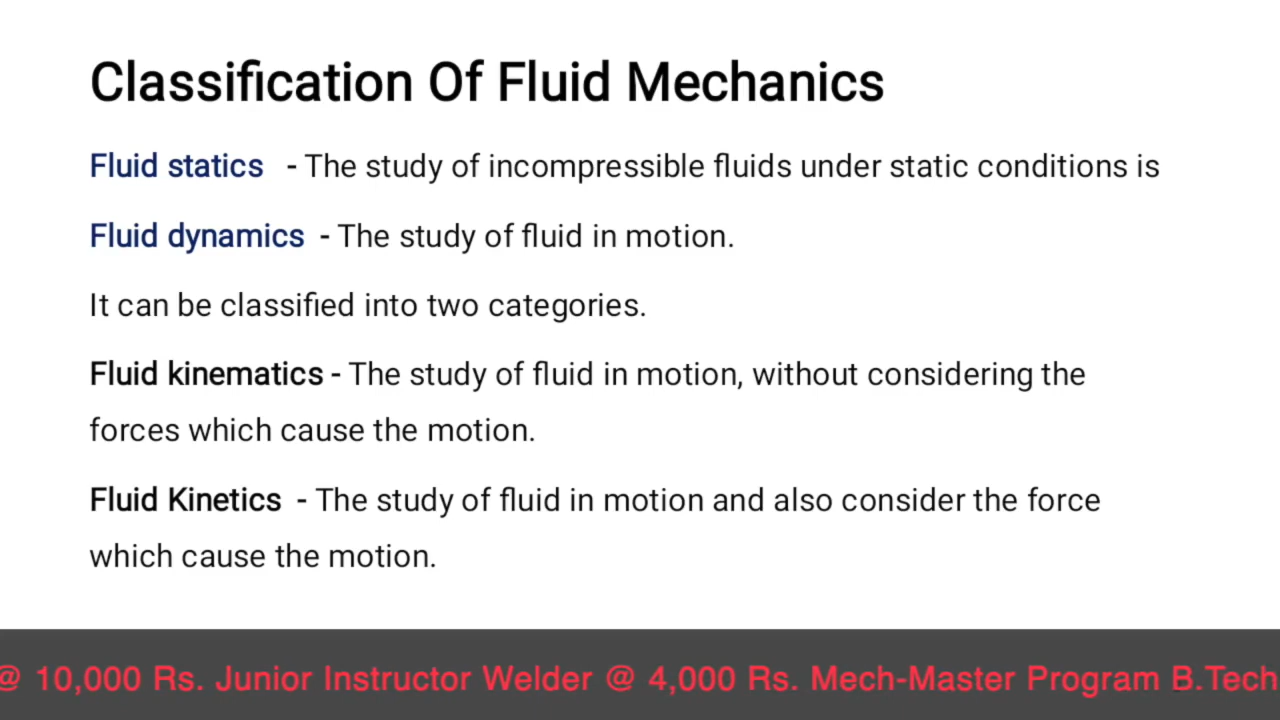 Classification Of Fluid Mechanics
Fluid statics - The study of incompressible fluids under static conditions is
Fluid dynamics - The study of fluid in motion.
It can be classified into two categories.
Fluid kinematics - The study of fluid in motion, without considering the
forces which cause the motion.
Fluid Kinetics - The study of fluid in motion and also consider the force
which cause the motion.
@ 10,000 Rs. Junior Instructor Welder @ 4,000 Rs. Mech-Master Program B.Tech